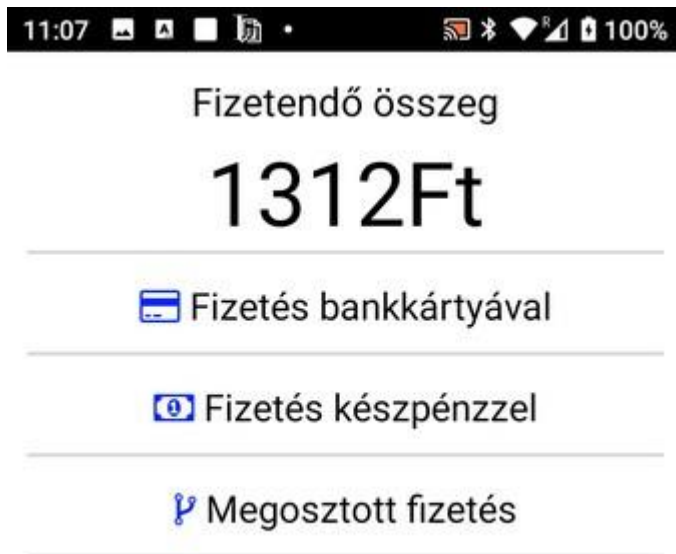 11:07 R 100%
Fizetendő összeg
1312Ft
Fizetés bankkártyával
Fizetés készpénzzel
Megosztott fizetés